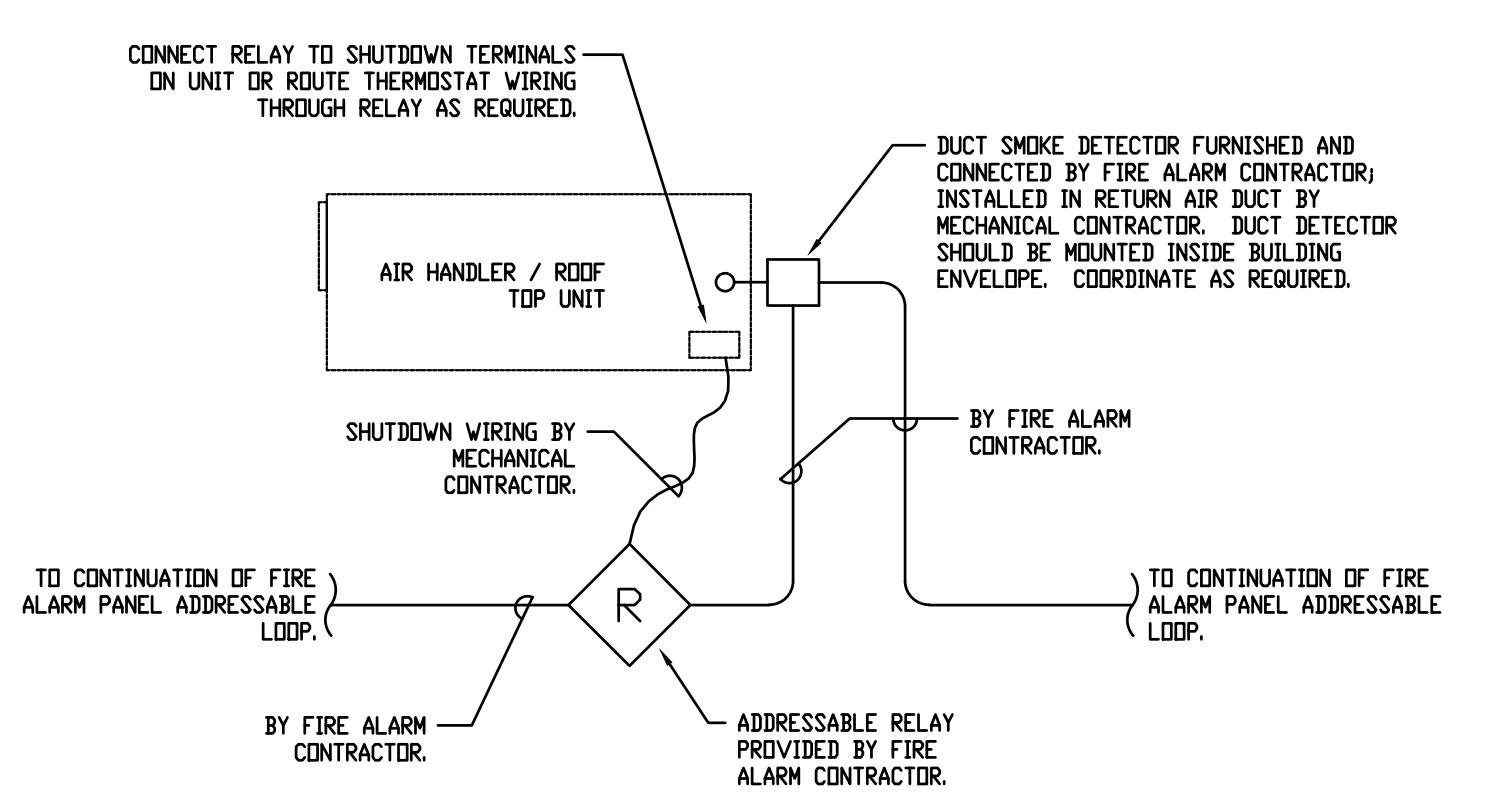 CONNECT RELAY TO SHUTDOWN TERMINALS
ON UNIT OR ROUTE THERMOSTAT WIRING
THROUGH RELAY AS REQUIRED.
DUCT SMOKE DETECTOR FURNISHED AND
CONNECTED BY FIRE ALARM CONTRACTOR;
INSTALLED IN RETURN AIR DUCT BY
MECHANICAL CONTRACTOR. DUCT DETECTOR
SHOULD BE MOUNTED INSIDE BUILDING
ENVELOPE. COORDINATE AS REQUIRED.
AIR HANDLER / ROOF
TOP UNIT
SHUTDOWN WIRING BY
MECHANICAL
CONTRACTOR.
BY FIRE ALARM
CONTRACTOR.
TO CONTINUATION OF FIRE
ALARM PANEL ADDRESSABLE
LOOP.
R
TO CONTINUATION OF FIRE
ALARM PANEL ADDRESSABLE
LOOP.
BY FIRE ALARM
CONTRACTOR.
ADDRESSABLE RELAY
PROVIDED BY FIRE
ALARM CONTRACTOR.